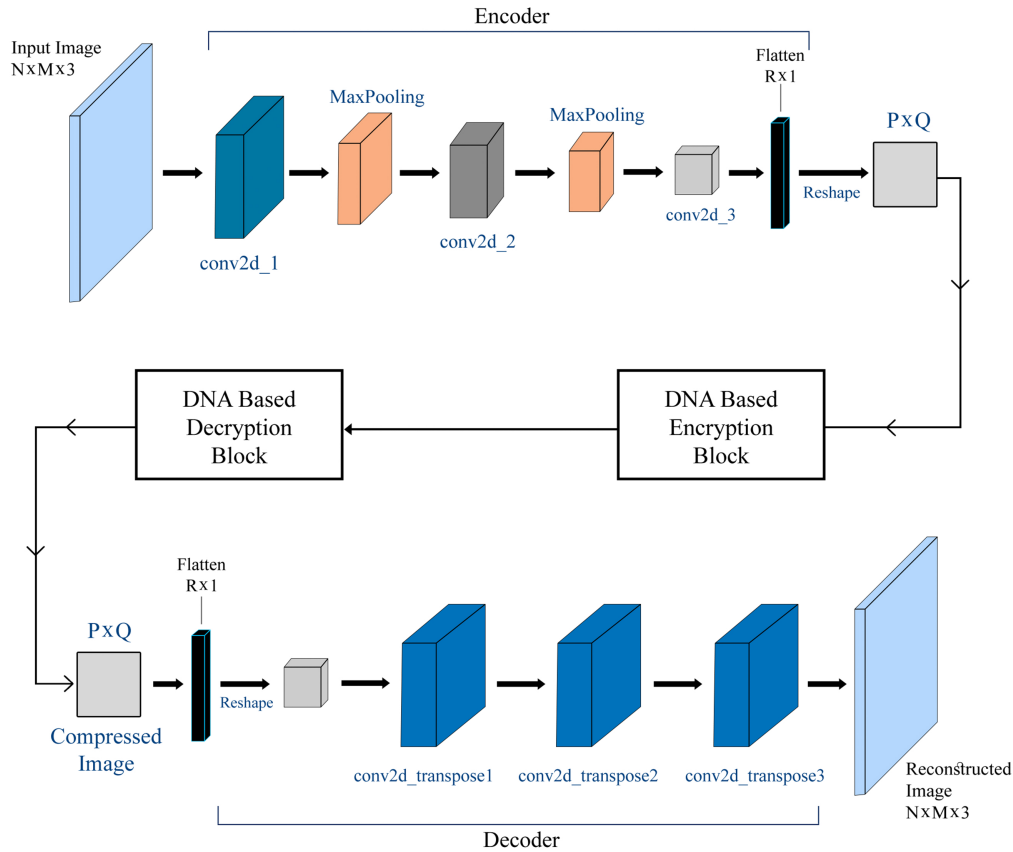 Encoder
Input Image
NxMx3
MaxPooling
MaxPooling
Flatten
Rx1
PxQ
Reshape
conv2d_1
conv2d_2
conv2d_3
DNA Based
Decryption
Block
DNA Based
Encryption
Block
Flatten
Rx1
PxQ
Reshape
Compressed
Image
conv2d_transpose1
conv2d_transpose2
conv2d_transpose3
Reconstructed
Image
NxMx3
Decoder